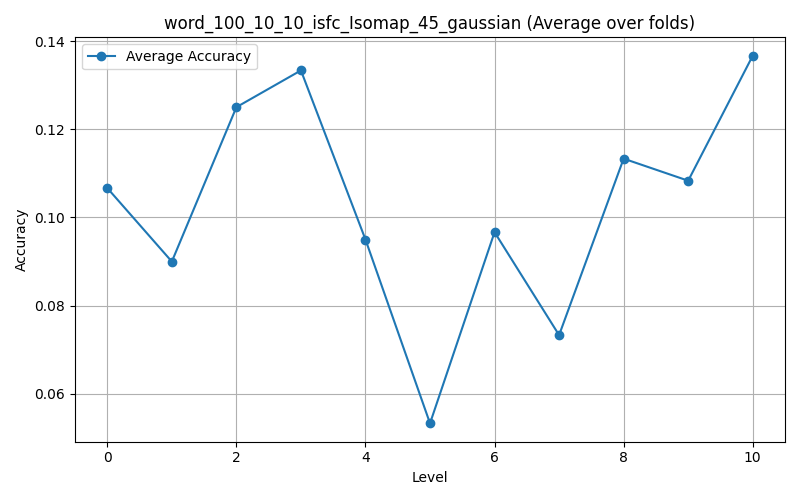 word_100_10_10_isfc_Isomap_45_gaussian (Average over folds)
Average Accuracy
0.14
0.12
0.10
0.08
0.06
Accuracy
0 2 4 6 8 10
Level